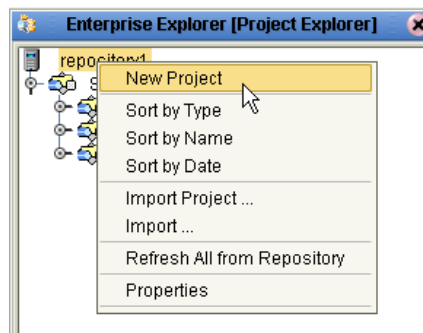 Enterprise Explorer [Project Explorer]
repository1
New Project
Sort by Type
Sort by Name
Sort by Date
Import Project ...
Import ...
Refresh All from Repository
Properties